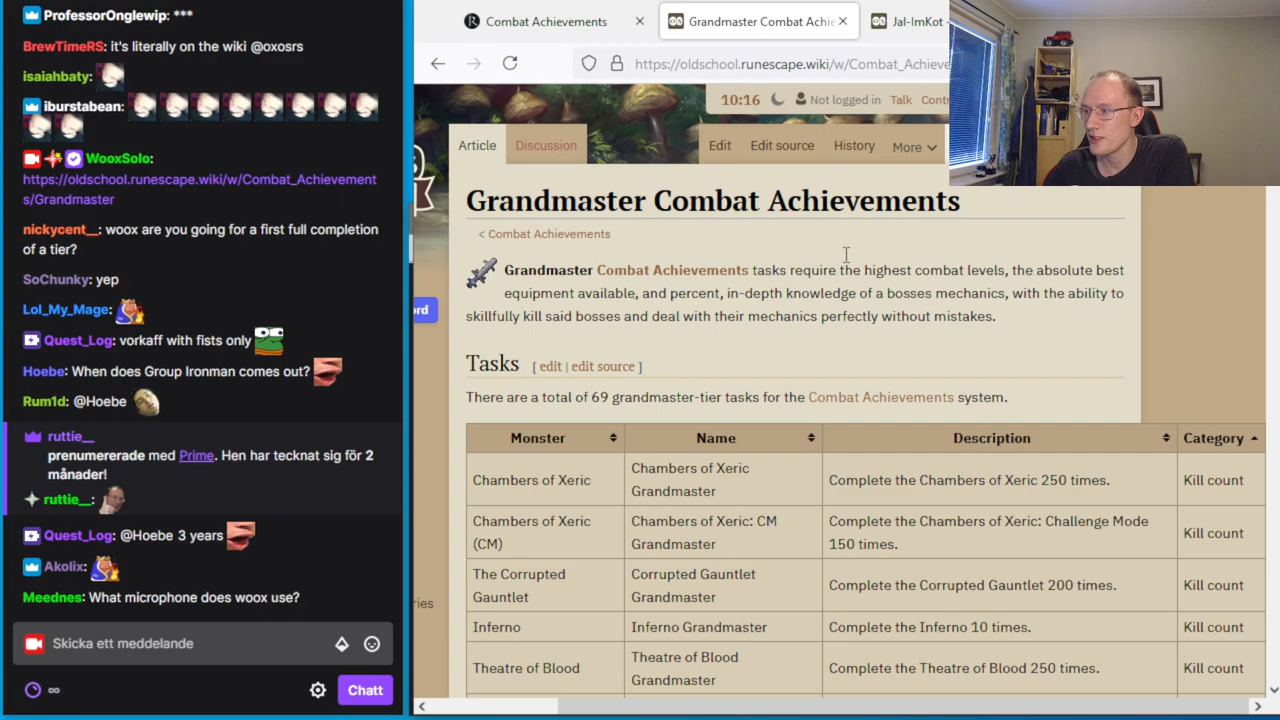 ProfessorOnglewip: ***
BrewTimeRS: it's literally on the wiki @oxosrs
isaiahbaty:
iburstabean:
WooxSolo:
https://oldschool.runescape.wiki/w/Combat_Achievement
s/Grandmaster
nickycent__: woox are you going for a first full completion
of a tier?
SoChunky: yep
Lol_My_Mage:
Quest_Log: vorkaff with fists only
Hoebe: When does Group Ironman comes out?
Rum1d: @Hoebe
ruttie__
prenumererade med Prime. Hen har tecknat sig för 2
månader!
ruttie__:
Quest_Log: @Hoebe 3 years
Akolix:
Meednes: What microphone does woox use?
Skicka ett meddelande
∞
Chatt
Combat Achievements
Grandmaster Combat Achie
Jal-ImKot
https://oldschool.runescape.wiki/w/Combat_Achieve
10:16
Not logged in
Talk
Contr
Article
Discussion
Edit
Edit source
History
More
Grandmaster Combat Achievements
< Combat Achievements
Grandmaster Combat Achievements tasks require the highest combat levels, the absolute best
equipment available, and percent, in-depth knowledge of a bosses mechanics, with the ability to
skillfully kill said bosses and deal with their mechanics perfectly without mistakes.
ord
Tasks [ edit | edit source ]
There are a total of 69 grandmaster-tier tasks for the Combat Achievements system.
Monster
Name
Description
Category
Chambers of Xeric
Chambers of Xeric
Grandmaster
Complete the Chambers of Xeric 250 times.
Kill count
Chambers of Xeric
(CM)
Chambers of Xeric: CM
Grandmaster
Complete the Chambers of Xeric: Challenge Mode
150 times.
Kill count
The Corrupted
Gauntlet
Corrupted Gauntlet
Grandmaster
Complete the Corrupted Gauntlet 200 times.
Kill count
ries
Inferno
Inferno Grandmaster
Complete the Inferno 10 times.
Kill count
Theatre of Blood
Theatre of Blood
Grandmaster
Complete the Theatre of Blood 250 times.
Kill count